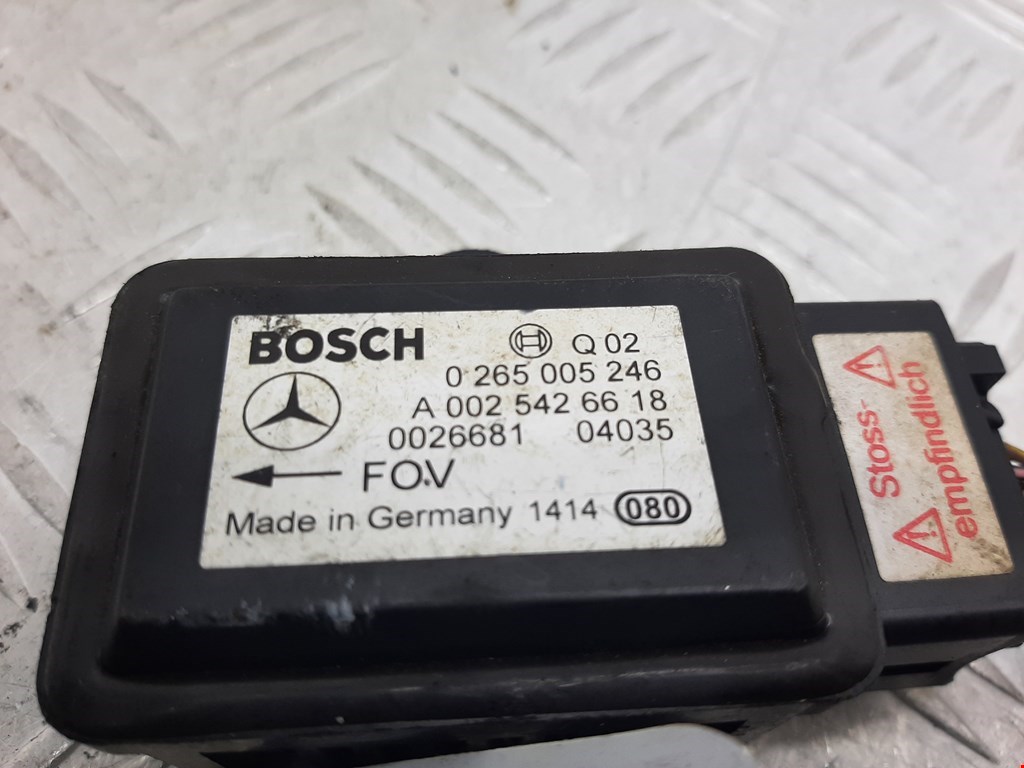 BOSCH Q 02
0 265 005 246
A 002 542 66 18
0026681 04035
FO.V
Made in Germany 1414 080
Stoss-
empfindlich